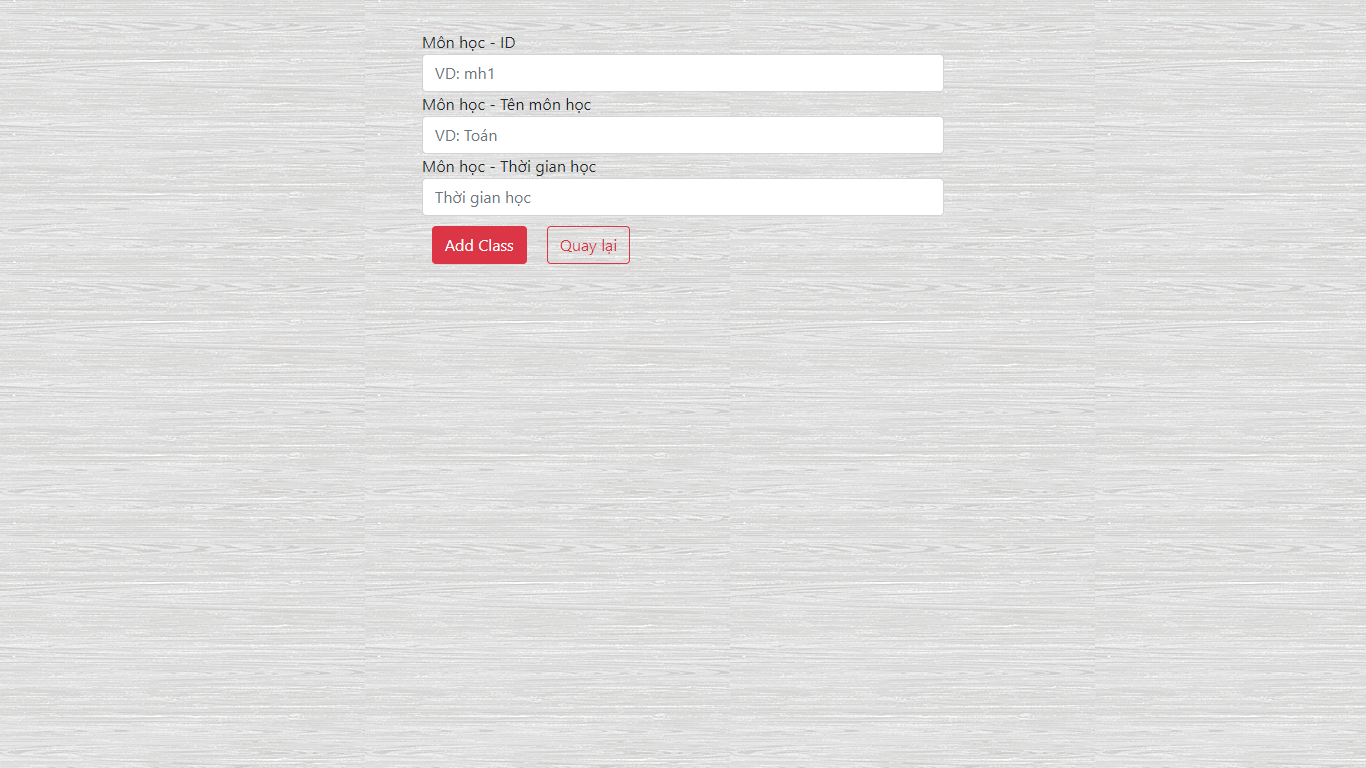 Môn học - ID
VD: mh1
Môn học - Tên môn học
VD: Toán
Môn học - Thời gian học
Thời gian học
Add Class Quay lại